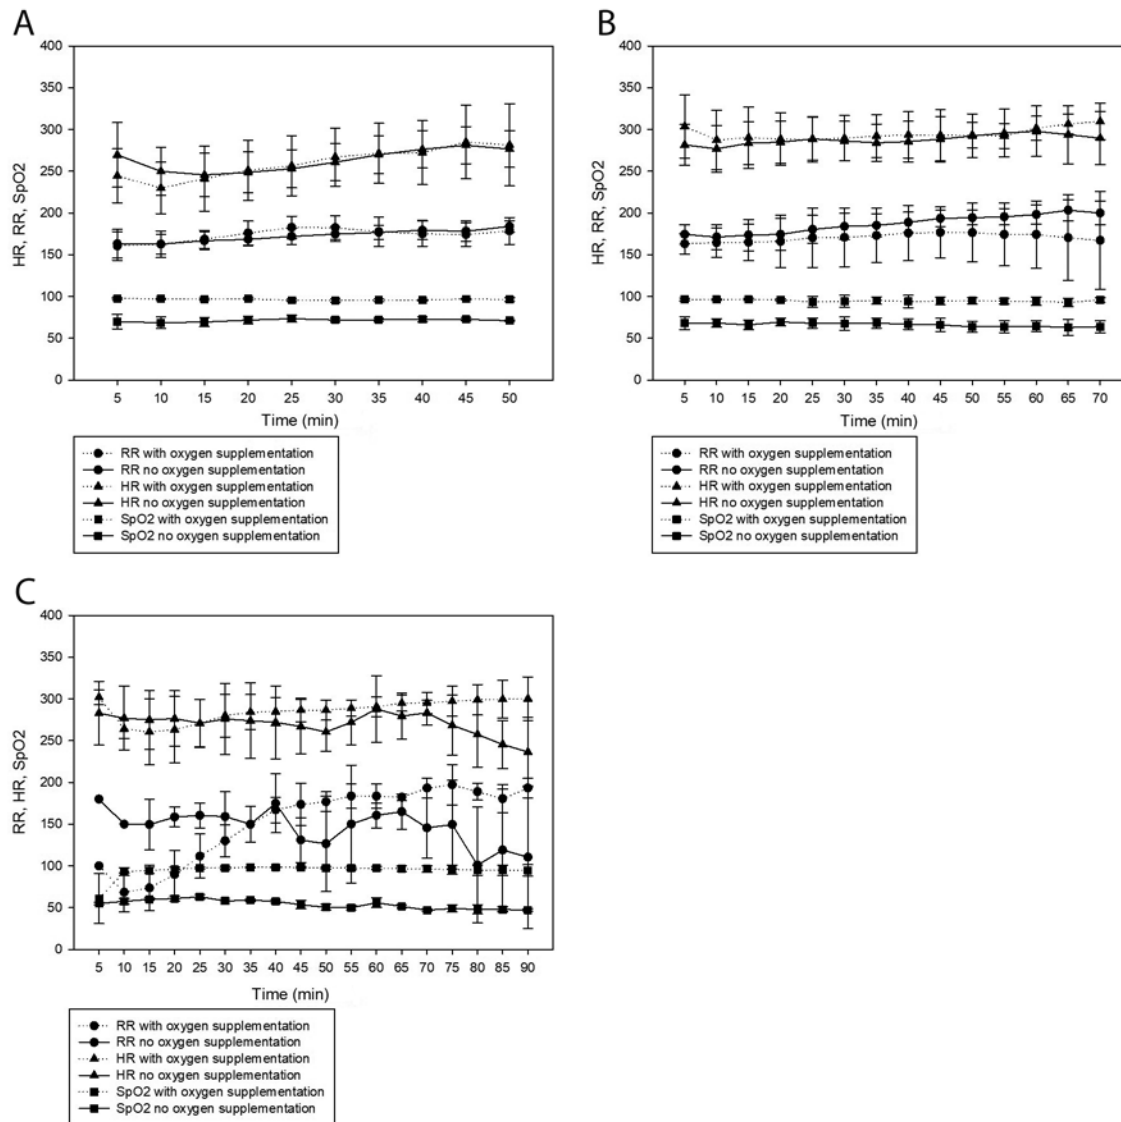 A
400
350
300
250
200
150
100
50
0
HR, RR, SpO2
5 10 15 20 25 30 35 40 45 50
Time (min)
RR with oxygen supplementation
RR no oxygen supplementation
HR with oxygen supplementation
HR no oxygen supplementation
SpO2 with oxygen supplementation
SpO2 no oxygen supplementation
B
400
350
300
250
200
150
100
50
0
HR, RR, SpO2
5 10 15 20 25 30 35 40 45 50 55 60 65 70
Time (min)
RR with oxygen supplementation
RR no oxygen supplementation
HR with oxygen supplementation
HR no oxygen supplementation
SpO2 with oxygen supplementation
SpO2 no oxygen supplementation
C
400
350
300
250
200
150
100
50
0
RR, HR, SpO2
5 10 15 20 25 30 35 40 45 50 55 60 65 70 75 80 85 90
Time (min)
RR with oxygen supplementation
RR no oxygen supplementation
HR with oxygen supplementation
HR no oxygen supplementation
SpO2 with oxygen supplementation
SpO2 no oxygen supplementation